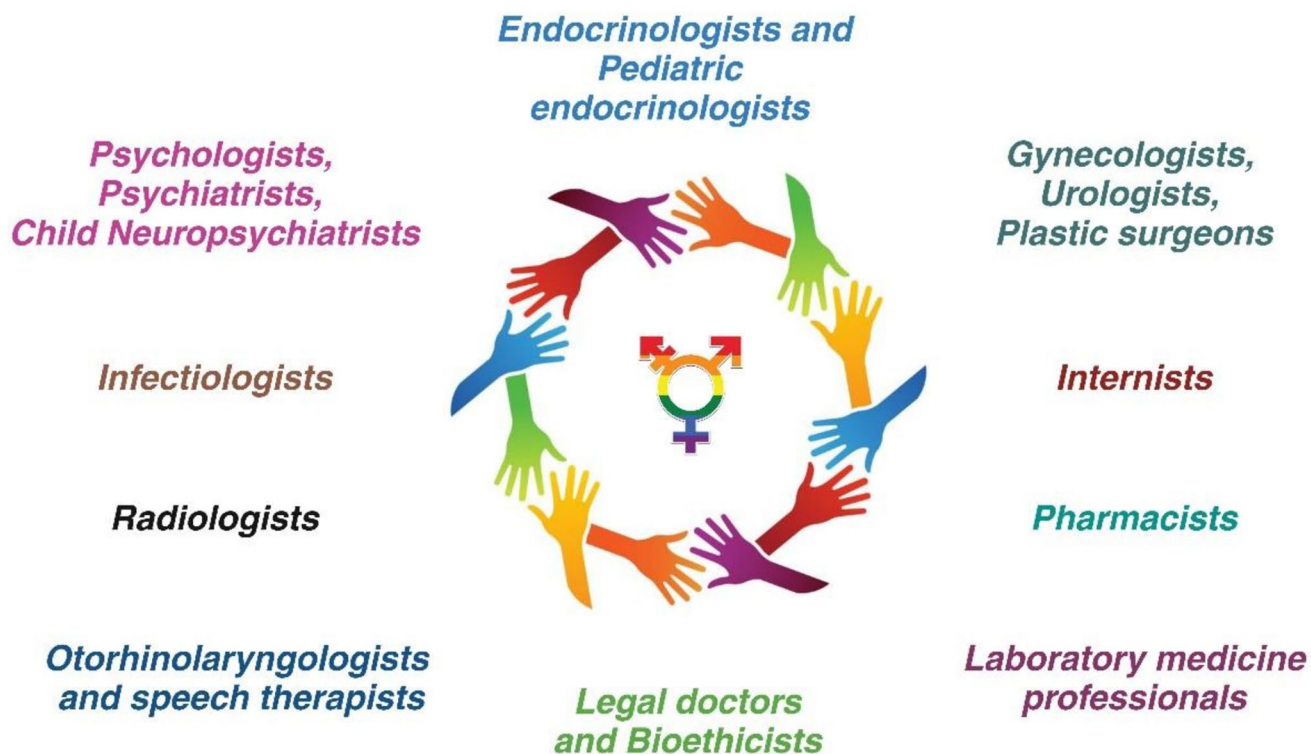 Endocrinologists and
Pediatric
endocrinologists
Psychologists,
Psychiatrists,
Child Neuropsychiatrists
Gynecologists,
Urologists,
Plastic surgeons
Infectiologists
Internists
Radiologists
Pharmacists
Otorhinolaryngologists
and speech therapists
Laboratory medicine
professionals
Legal doctors
and Bioethicists